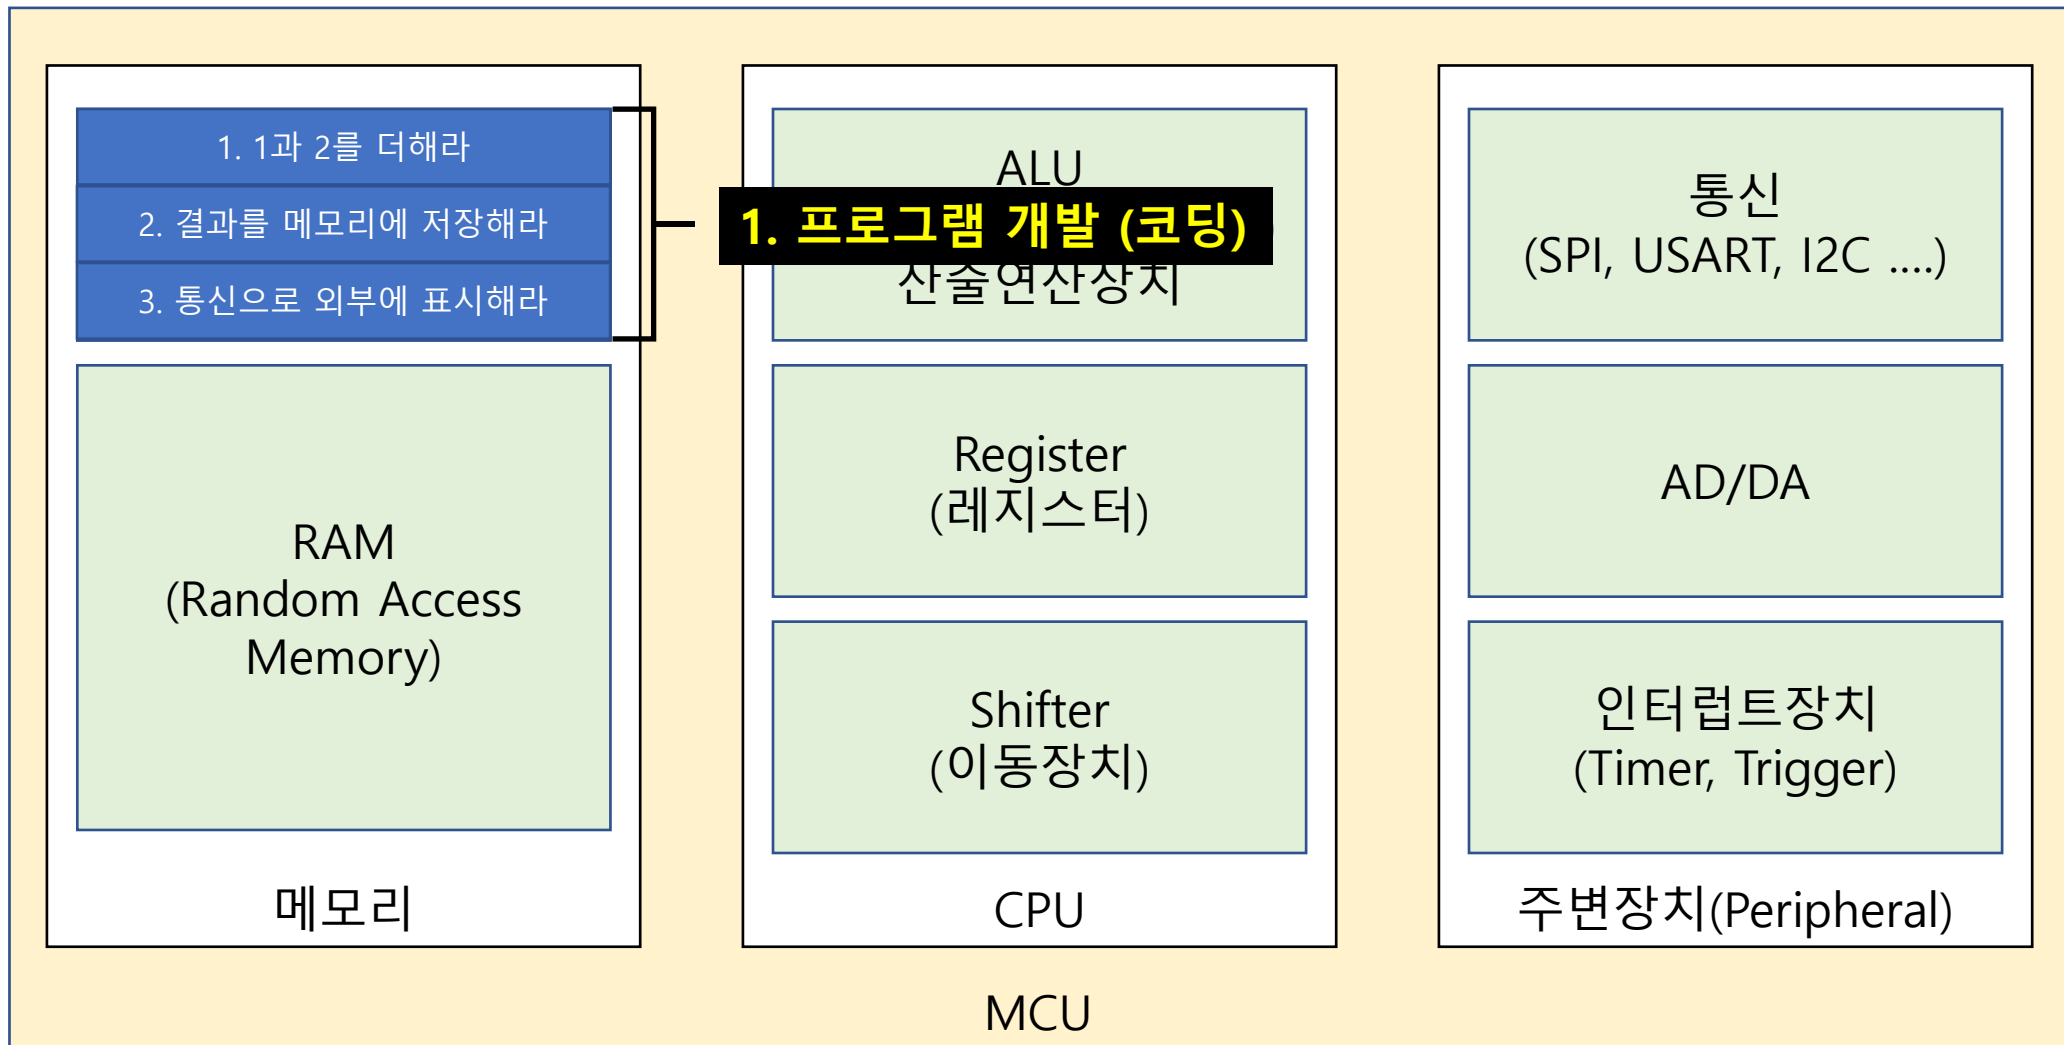 1. 1과 2를 더해라
2. 결과를 메모리에 저장해라
3. 통신으로 외부에 표시해라
RAM
(Random Access
Memory)
메모리
1. 프로그램 개발 (코딩)
ALU
산술연산장치
Register
(레지스터)
Shifter
(이동장치)
CPU
통신
(SPI, USART, I2C ....)
AD/DA
인터럽트장치
(Timer, Trigger)
주변장치(Peripheral)
MCU